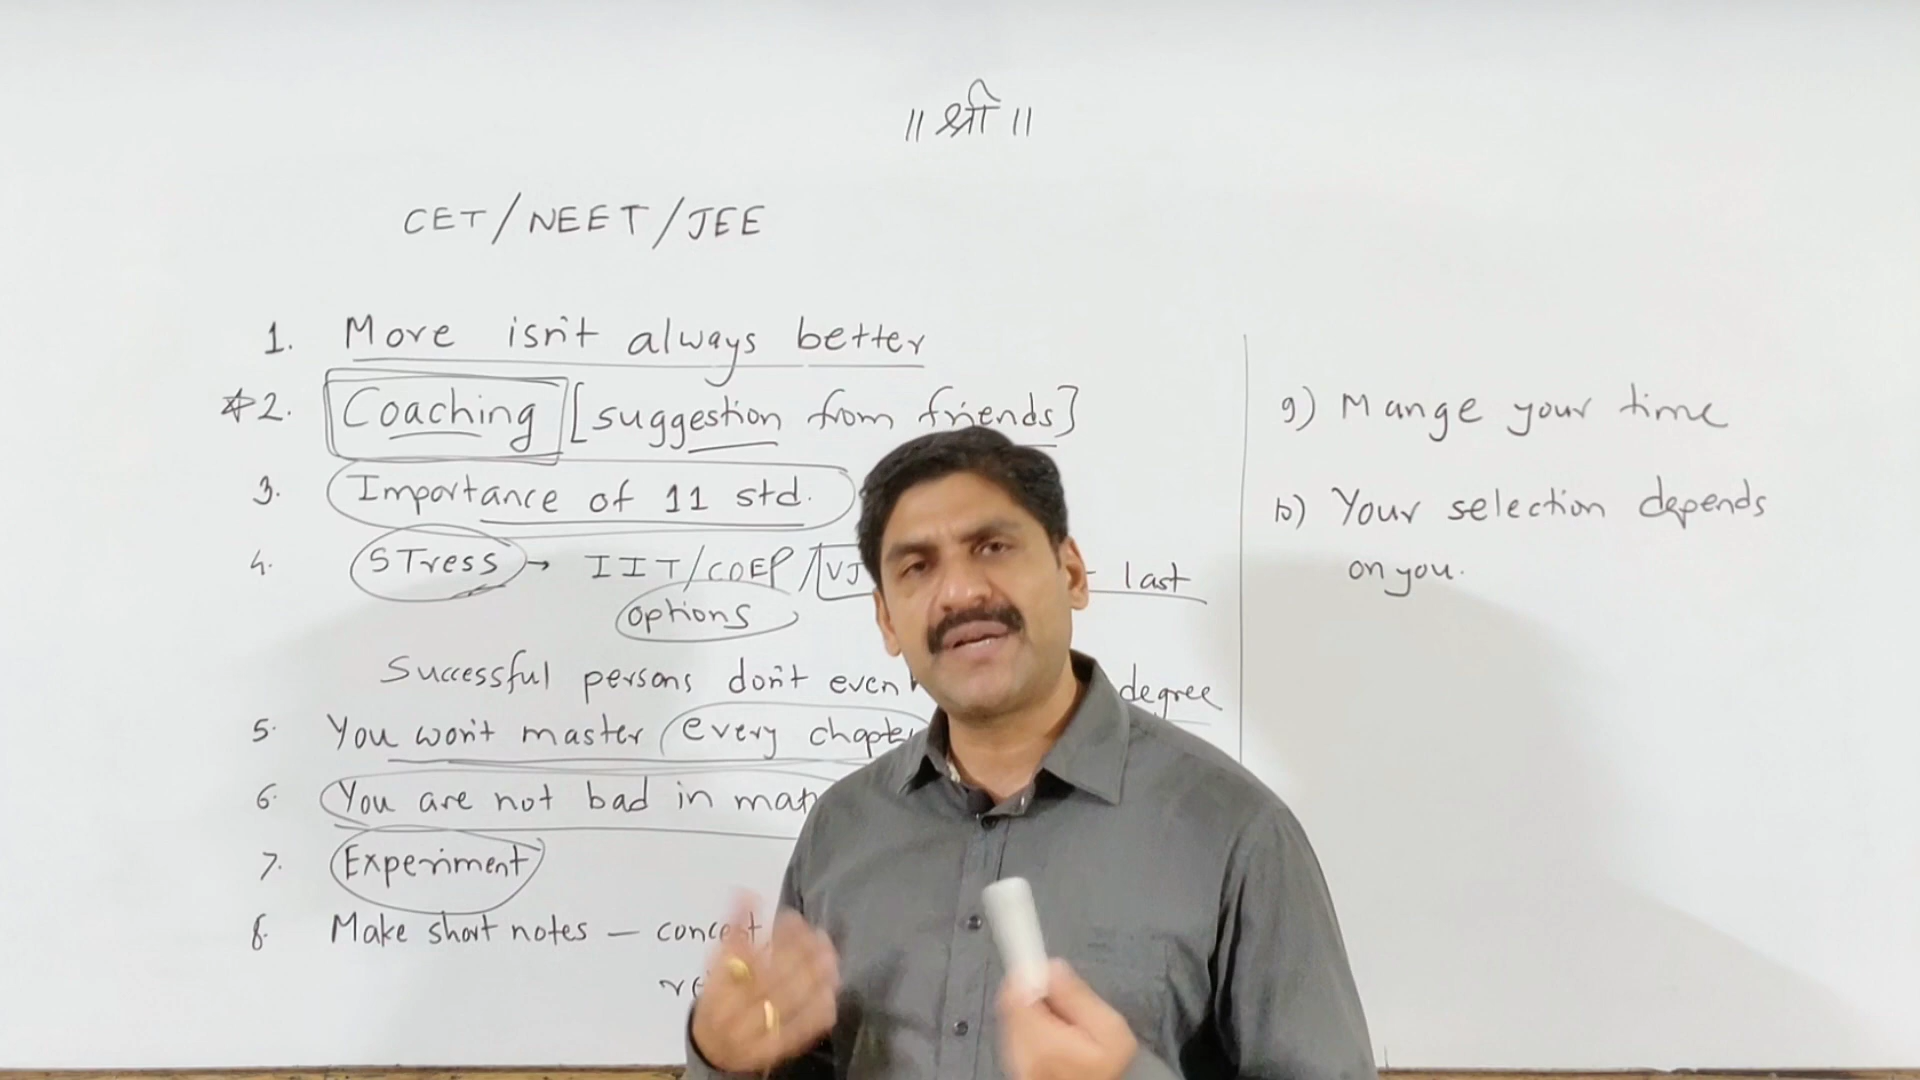 ॥ श्री ॥
CET/NEET/JEE
1. More isn't always better
☆2. Coaching [suggestion from friends]
3. Importance of 11 std.
4. STress → IIT/COEP/VJ last
options
Successful persons don't even degree
5. You won't master every chapter
6. You are not bad in
7. Experiment
8. Make short notes — concept
9) Mange your time
10) Your selection depends
on you.